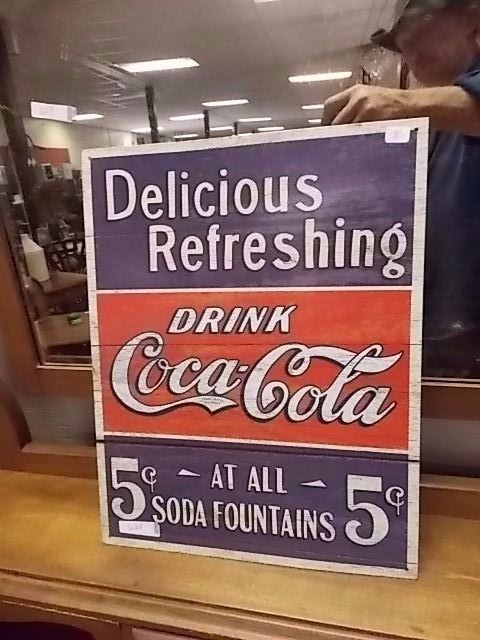 Delicious
Refreshing
DRINK
Coca-Cola
5¢ AT ALL 5¢
SODA FOUNTAINS